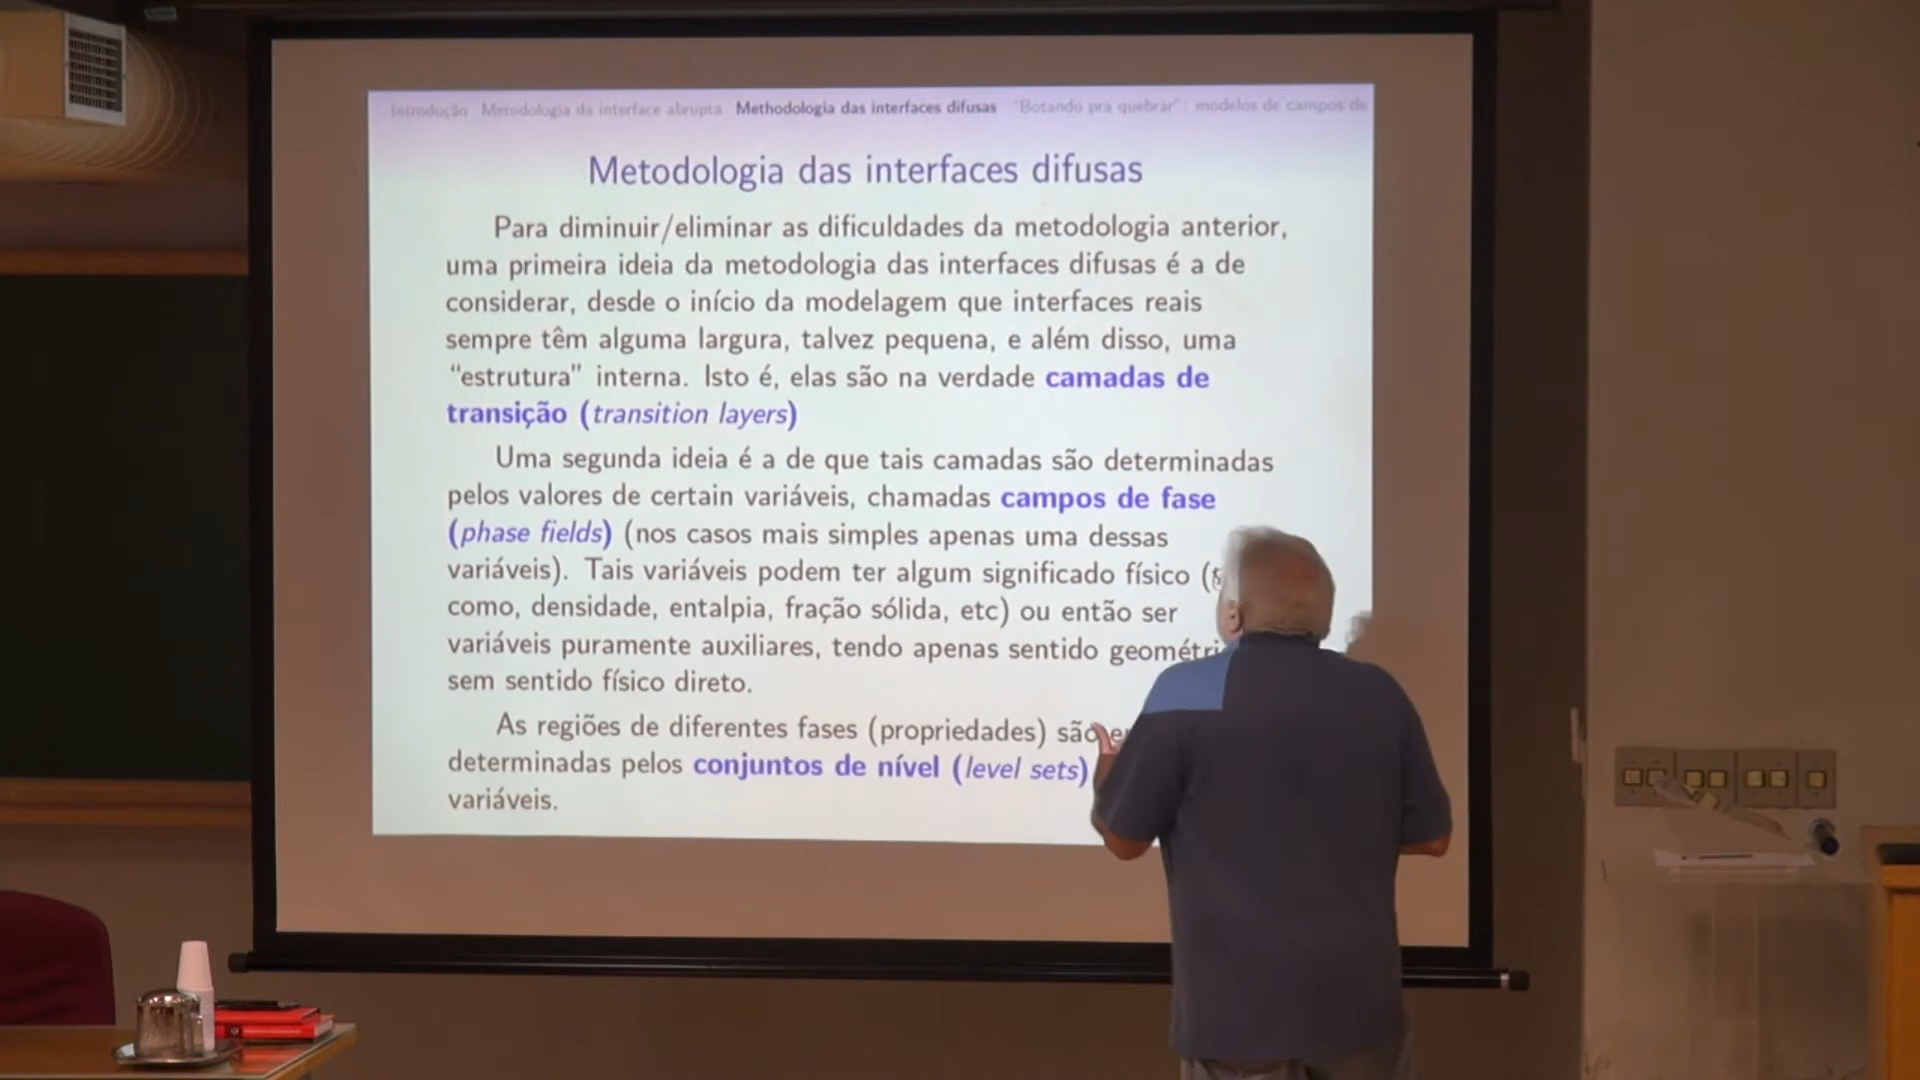 Introdução Metodologia da interface abrupta Methodologia das interfaces difusas "Botando pra quebrar": modelos de campos de
Metodologia das interfaces difusas
Para diminuir/eliminar as dificuldades da metodologia anterior,
uma primeira ideia da metodologia das interfaces difusas é a de
considerar, desde o início da modelagem que interfaces reais
sempre têm alguma largura, talvez pequena, e além disso, uma
“estrutura” interna. Isto é, elas são na verdade camadas de
transição (transition layers)
Uma segunda ideia é a de que tais camadas são determinadas
pelos valores de certain variáveis, chamadas campos de fase
(phase fields) (nos casos mais simples apenas uma dessas
variáveis). Tais variáveis podem ter algum significado físico (
como, densidade, entalpia, fração sólida, etc) ou então ser
variáveis puramente auxiliares, tendo apenas sentido
sem sentido físico direto.
As regiões de diferentes fases (propriedades) são
determinadas pelos conjuntos de nível (level sets)
variáveis.